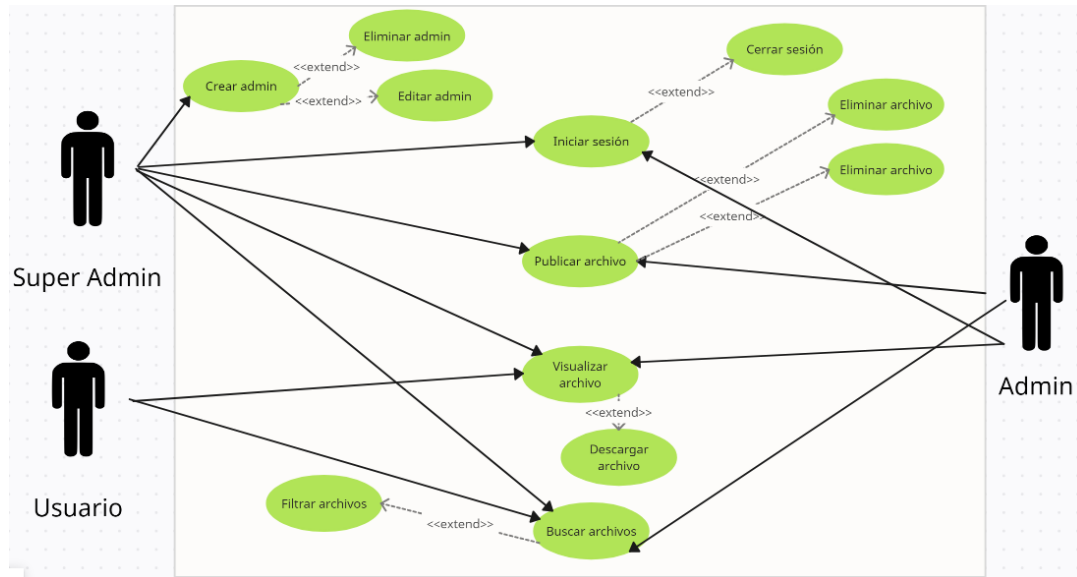 Eliminar admin
Cerrar sesión
<<extend>>
Crear admin
<<extend>>
Editar admin
<<extend>>
Eliminar archivo
Iniciar sesión
Eliminar archivo
<<extend>>
<<extend>>
Publicar archivo
Super Admin
Visualizar
archivo
Admin
<<extend>>
Descargar
archivo
Usuario
Filtrar archivos
<<extend>>
Buscar archivos